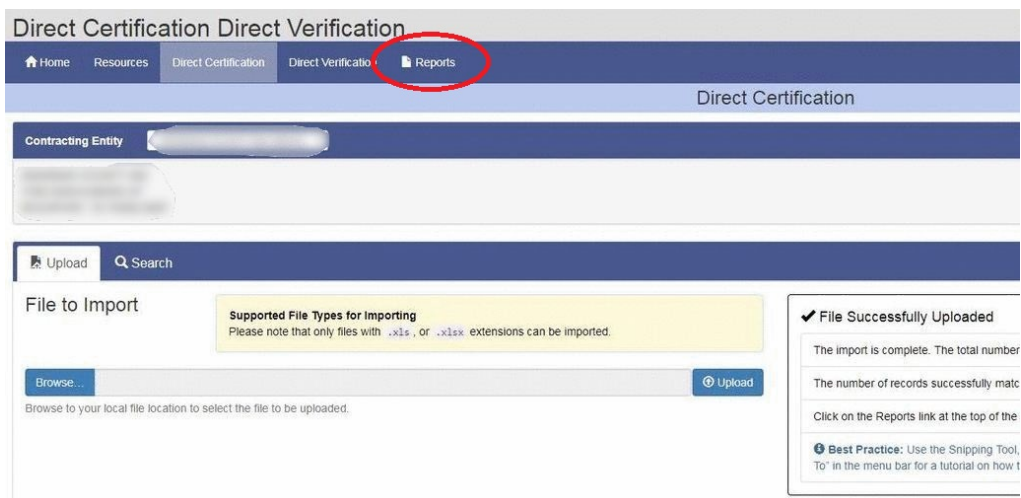 Direct Certification Direct Verification
Home Resources Direct Certification Direct Verification Reports
Direct Certification
Contracting Entity
Upload Search
File to Import
Supported File Types for Importing
Please note that only files with .xls , or .xlsx extensions can be imported.
Browse... Upload
Browse to your local file location to select the file to be uploaded.
File Successfully Uploaded
The import is complete. The total number
The number of records successfully matc
Click on the Reports link at the top of the
Best Practice: Use the Snipping Tool,
To" in the menu bar for a tutorial on how t